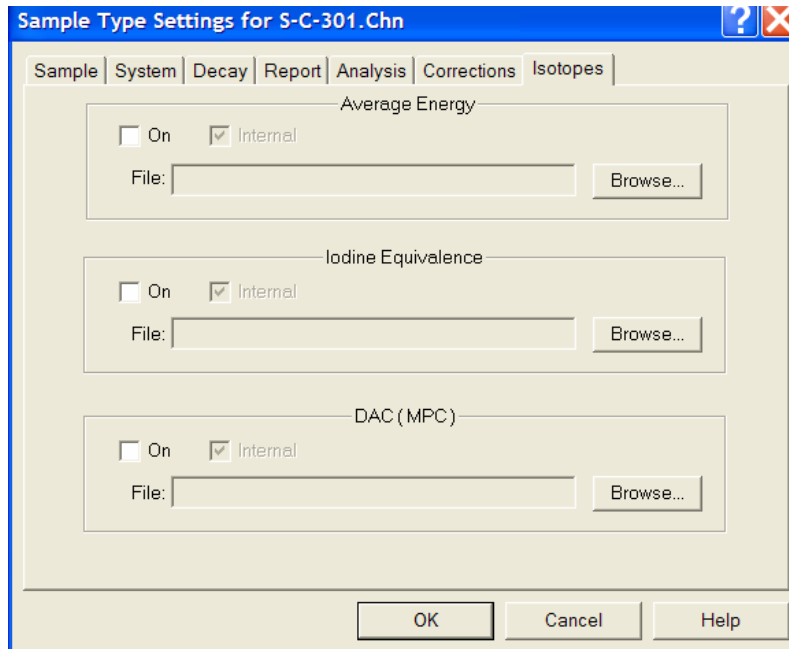 Sample Type Settings for S-C-301.Chn
Sample System Decay Report Analysis Corrections Isotopes
Average Energy
On Internal
File: Browse...
Iodine Equivalence
On Internal
File: Browse...
DAC ( MPC )
On Internal
File: Browse...
OK Cancel Help